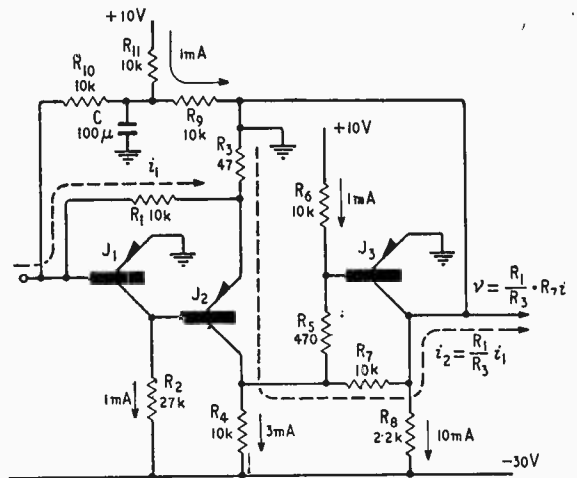 +10V
R11
10k
1mA
R10
10k
C
100μ
R9
10k
R3
47
+10V
i1
R1 10k
R6
10k
1mA
J1
J2
J3
v = R1/R3 · R7 i
R5
470
R7
10k
i2 = R1/R3 i1
1mA
R2
27k
R4
10k
3mA
R8
2·2k
10mA
-30V